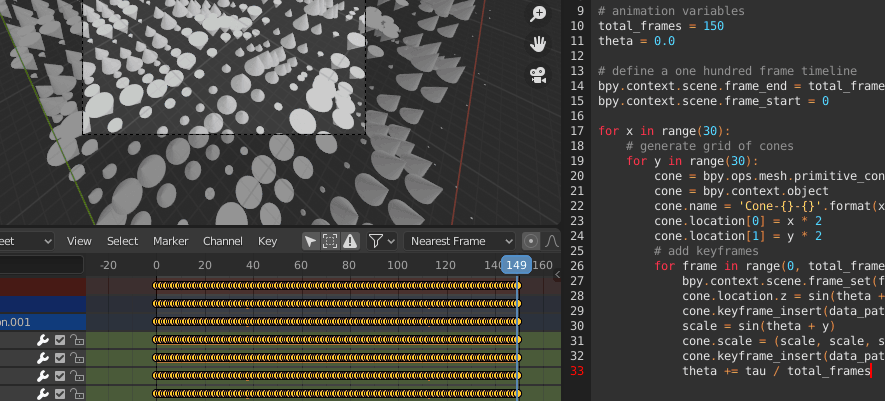 9 # animation variables
10 total_frames = 150
11 theta = 0.0
12
13 # define a one hundred frame timeline
14 bpy.context.scene.frame_end = total_frame
15 bpy.context.scene.frame_start = 0
16
17 for x in range(30):
18 # generate grid of cones
19 for y in range(30):
20 cone = bpy.ops.mesh.primitive_con
21 cone = bpy.context.object
22 cone.name = 'Cone-{}-{}'.format(x
23 cone.location[0] = x * 2
24 cone.location[1] = y * 2
25 # add keyframes
26 for frame in range(0, total_frame
27 bpy.context.scene.frame_set(f
28 cone.location.z = sin(theta +
29 cone.keyframe_insert(data_pat
30 scale = sin(theta + y)
31 cone.scale = (scale, scale, s
32 cone.keyframe_insert(data_pat
33 theta += tau / total_frames
eet View Select Marker Channel Key Nearest Frame
-20 0 20 40 60 80 100 120 14 149 160
on.001